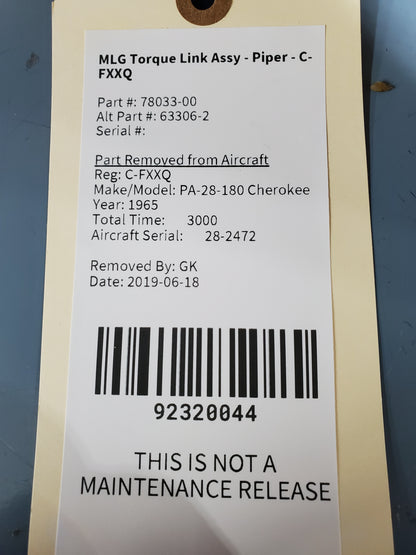 MLG Torque Link Assy - Piper - C-
FXXQ
Part #: 78033-00
Alt Part #: 63306-2
Serial #:
Part Removed from Aircraft
Reg: C-FXXQ
Make/Model: PA-28-180 Cherokee
Year: 1965
Total Time: 3000
Aircraft Serial: 28-2472
Removed By: GK
Date: 2019-06-18
92320044
THIS IS NOT A
MAINTENANCE RELEASE